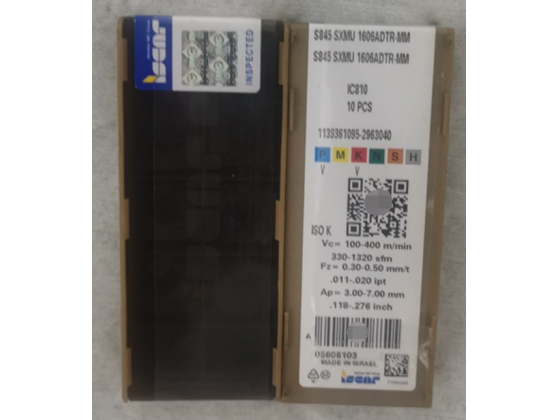 iscar
INSPECTED
S845 SXMU 1606ADTR-MM
S845 SXMU 1606ADTR-MM
IC810
10 PCS
1139361095-2963040
P M K N S H
V V
ISO K
Vc= 100-400 m/min
330-1320 sfm
Fz= 0.30-0.50 mm/t
.011-.020 ipt
Ap= 3.00-7.00 mm
.118-.276 inch
A
05606103
MADE IN ISRAEL
iscar